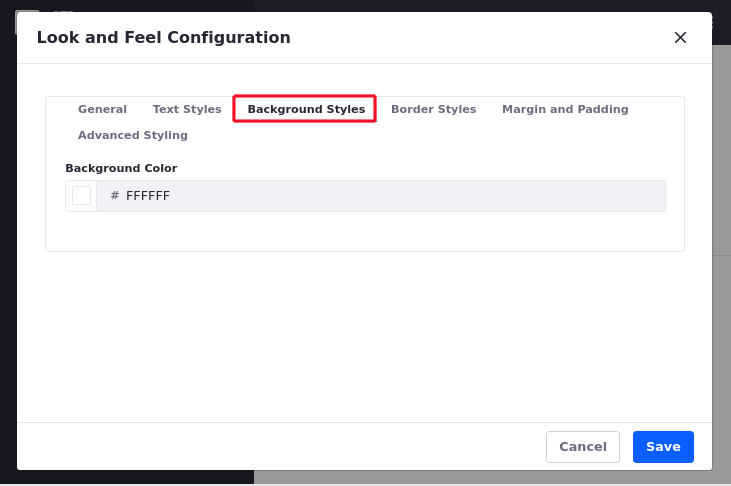 Look and Feel Configuration
General Text Styles Background Styles Border Styles Margin and Padding
Advanced Styling
Background Color
# FFFFFF
Cancel Save